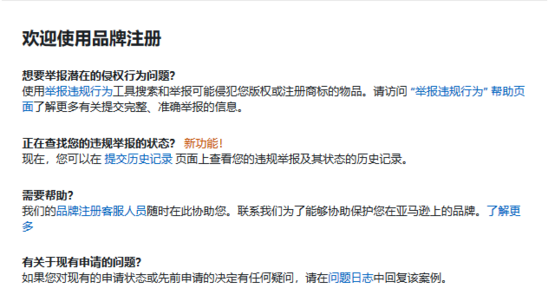 欢迎使用品牌注册
想要举报潜在的侵权行为问题？
使用举报违规行为工具搜索和举报可能侵犯您版权或注册商标的物品。请访问 “举报违规行为” 帮助页
面了解更多有关提交完整、准确举报的信息。
正在查找您的违规举报的状态？ 新功能！
现在，您可以在 提交历史记录 页面上查看您的违规举报及其状态的历史记录。
需要帮助？
我们的品牌注册客服人员随时在此协助您。联系我们为了能够协助保护您在亚马逊上的品牌。了解更
多
有关于现有申请的问题？
如果您对现有的申请状态或先前申请的决定有任何疑问，请在问题日志中回复该案例。